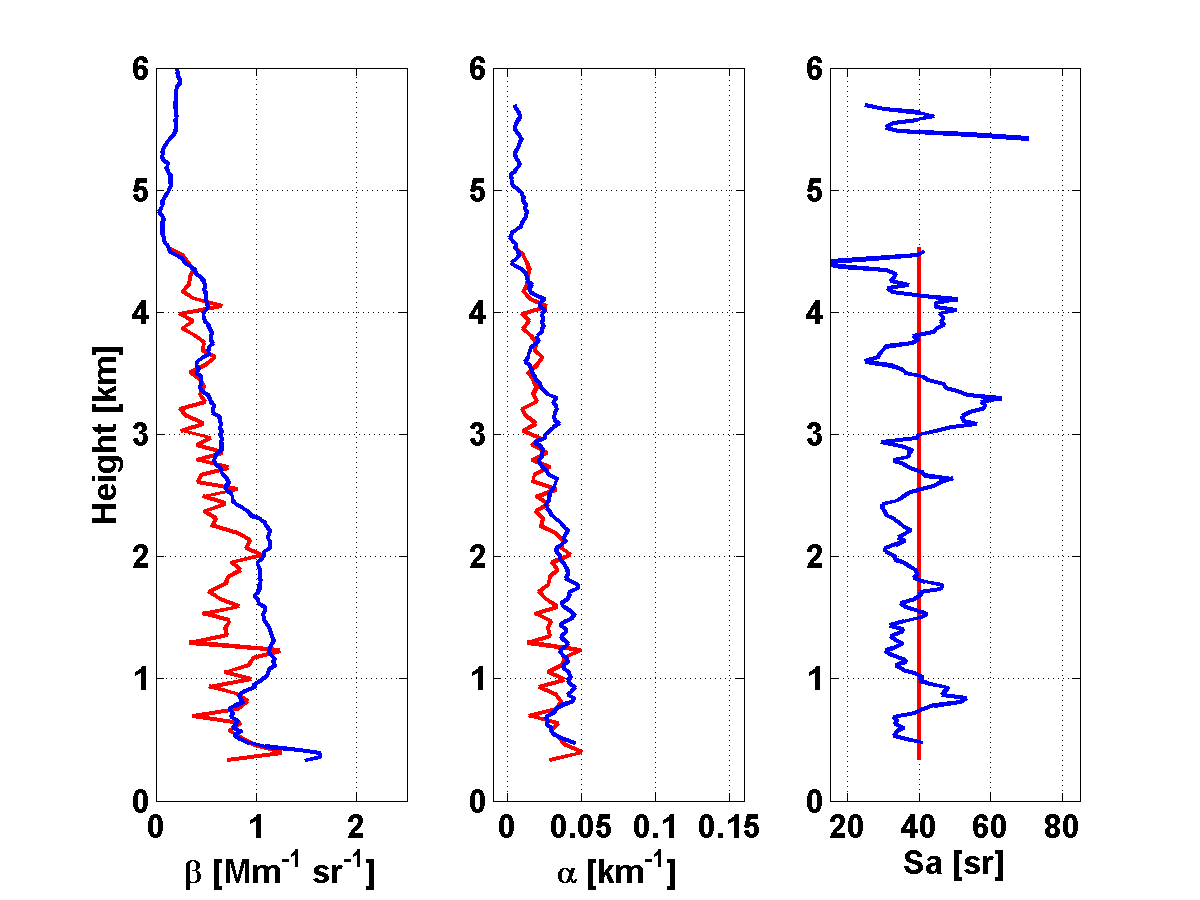 6 6 6
5 5 5
4 4 4
3 3 3
2 2 2
1 1 1
0 0 0
Height [km]
0 1 2
0 0.05 0.1 0.15
20 40 60 80
β [Mm⁻¹ sr⁻¹]
α [km⁻¹]
Sa [sr]